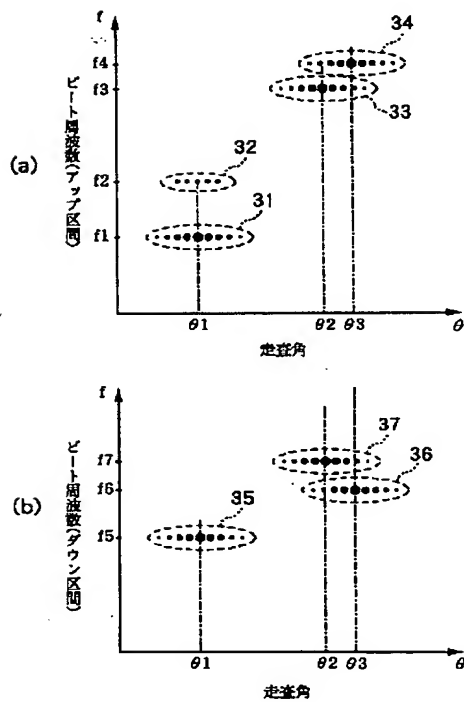 (a)
f
ビート周波数(アップ区間)
f4
f3
f2
f1
34
33
32
31
θ1
θ2
θ3
θ
走査角
(b)
f
ビート周波数(ダウン区間)
f7
f6
f5
37
36
35
θ1
θ2
θ3
θ
走査角